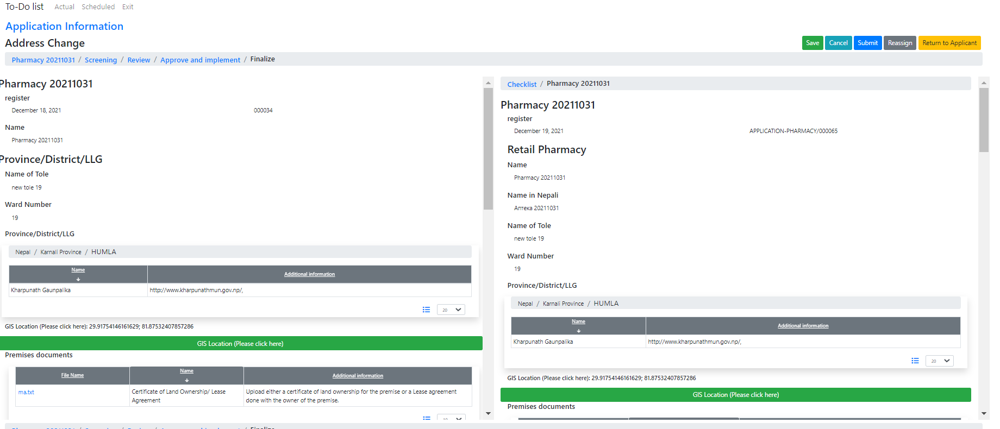 To-Do list Actual Scheduled Exit
Application Information
Address Change
Save Cancel Submit Reassign Return to Applicant
Pharmacy 20211031 / Screening / Review / Approve and implement / Finalize
Pharmacy 20211031
register
December 18, 2021 000034
Name
Pharmacy 20211031
Province/District/LLG
Name of Tole
new tole 19
Ward Number
19
Province/District/LLG
Nepal / Karnali Province / HUMLA
Name Additional information
Kharpunath Gaunpalika http://www.kharpunathmun.gov.np/,
20
GIS Location (Please click here): 29.91754146161629; 81.87532407857286
GIS Location (Please click here)
Premises documents
File Name Name Additional information
ma.txt Certificate of Land Ownership/ Lease Upload either a certificate of land ownership for the premise or a Lease agreement
Agreement done with the owner of the premise.
Checklist / Pharmacy 20211031
Pharmacy 20211031
register
December 19, 2021 APPLICATION-PHARMACY/000065
Retail Pharmacy
Name
Pharmacy 20211031
Name in Nepali
Аптека 20211031
Name of Tole
new tole 19
Ward Number
19
Province/District/LLG
Nepal / Karnali Province / HUMLA
Name Additional information
Kharpunath Gaunpalika http://www.kharpunathmun.gov.np/,
20
GIS Location (Please click here): 29.91754146161629; 81.87532407857286
GIS Location (Please click here)
Premises documents
Finalize